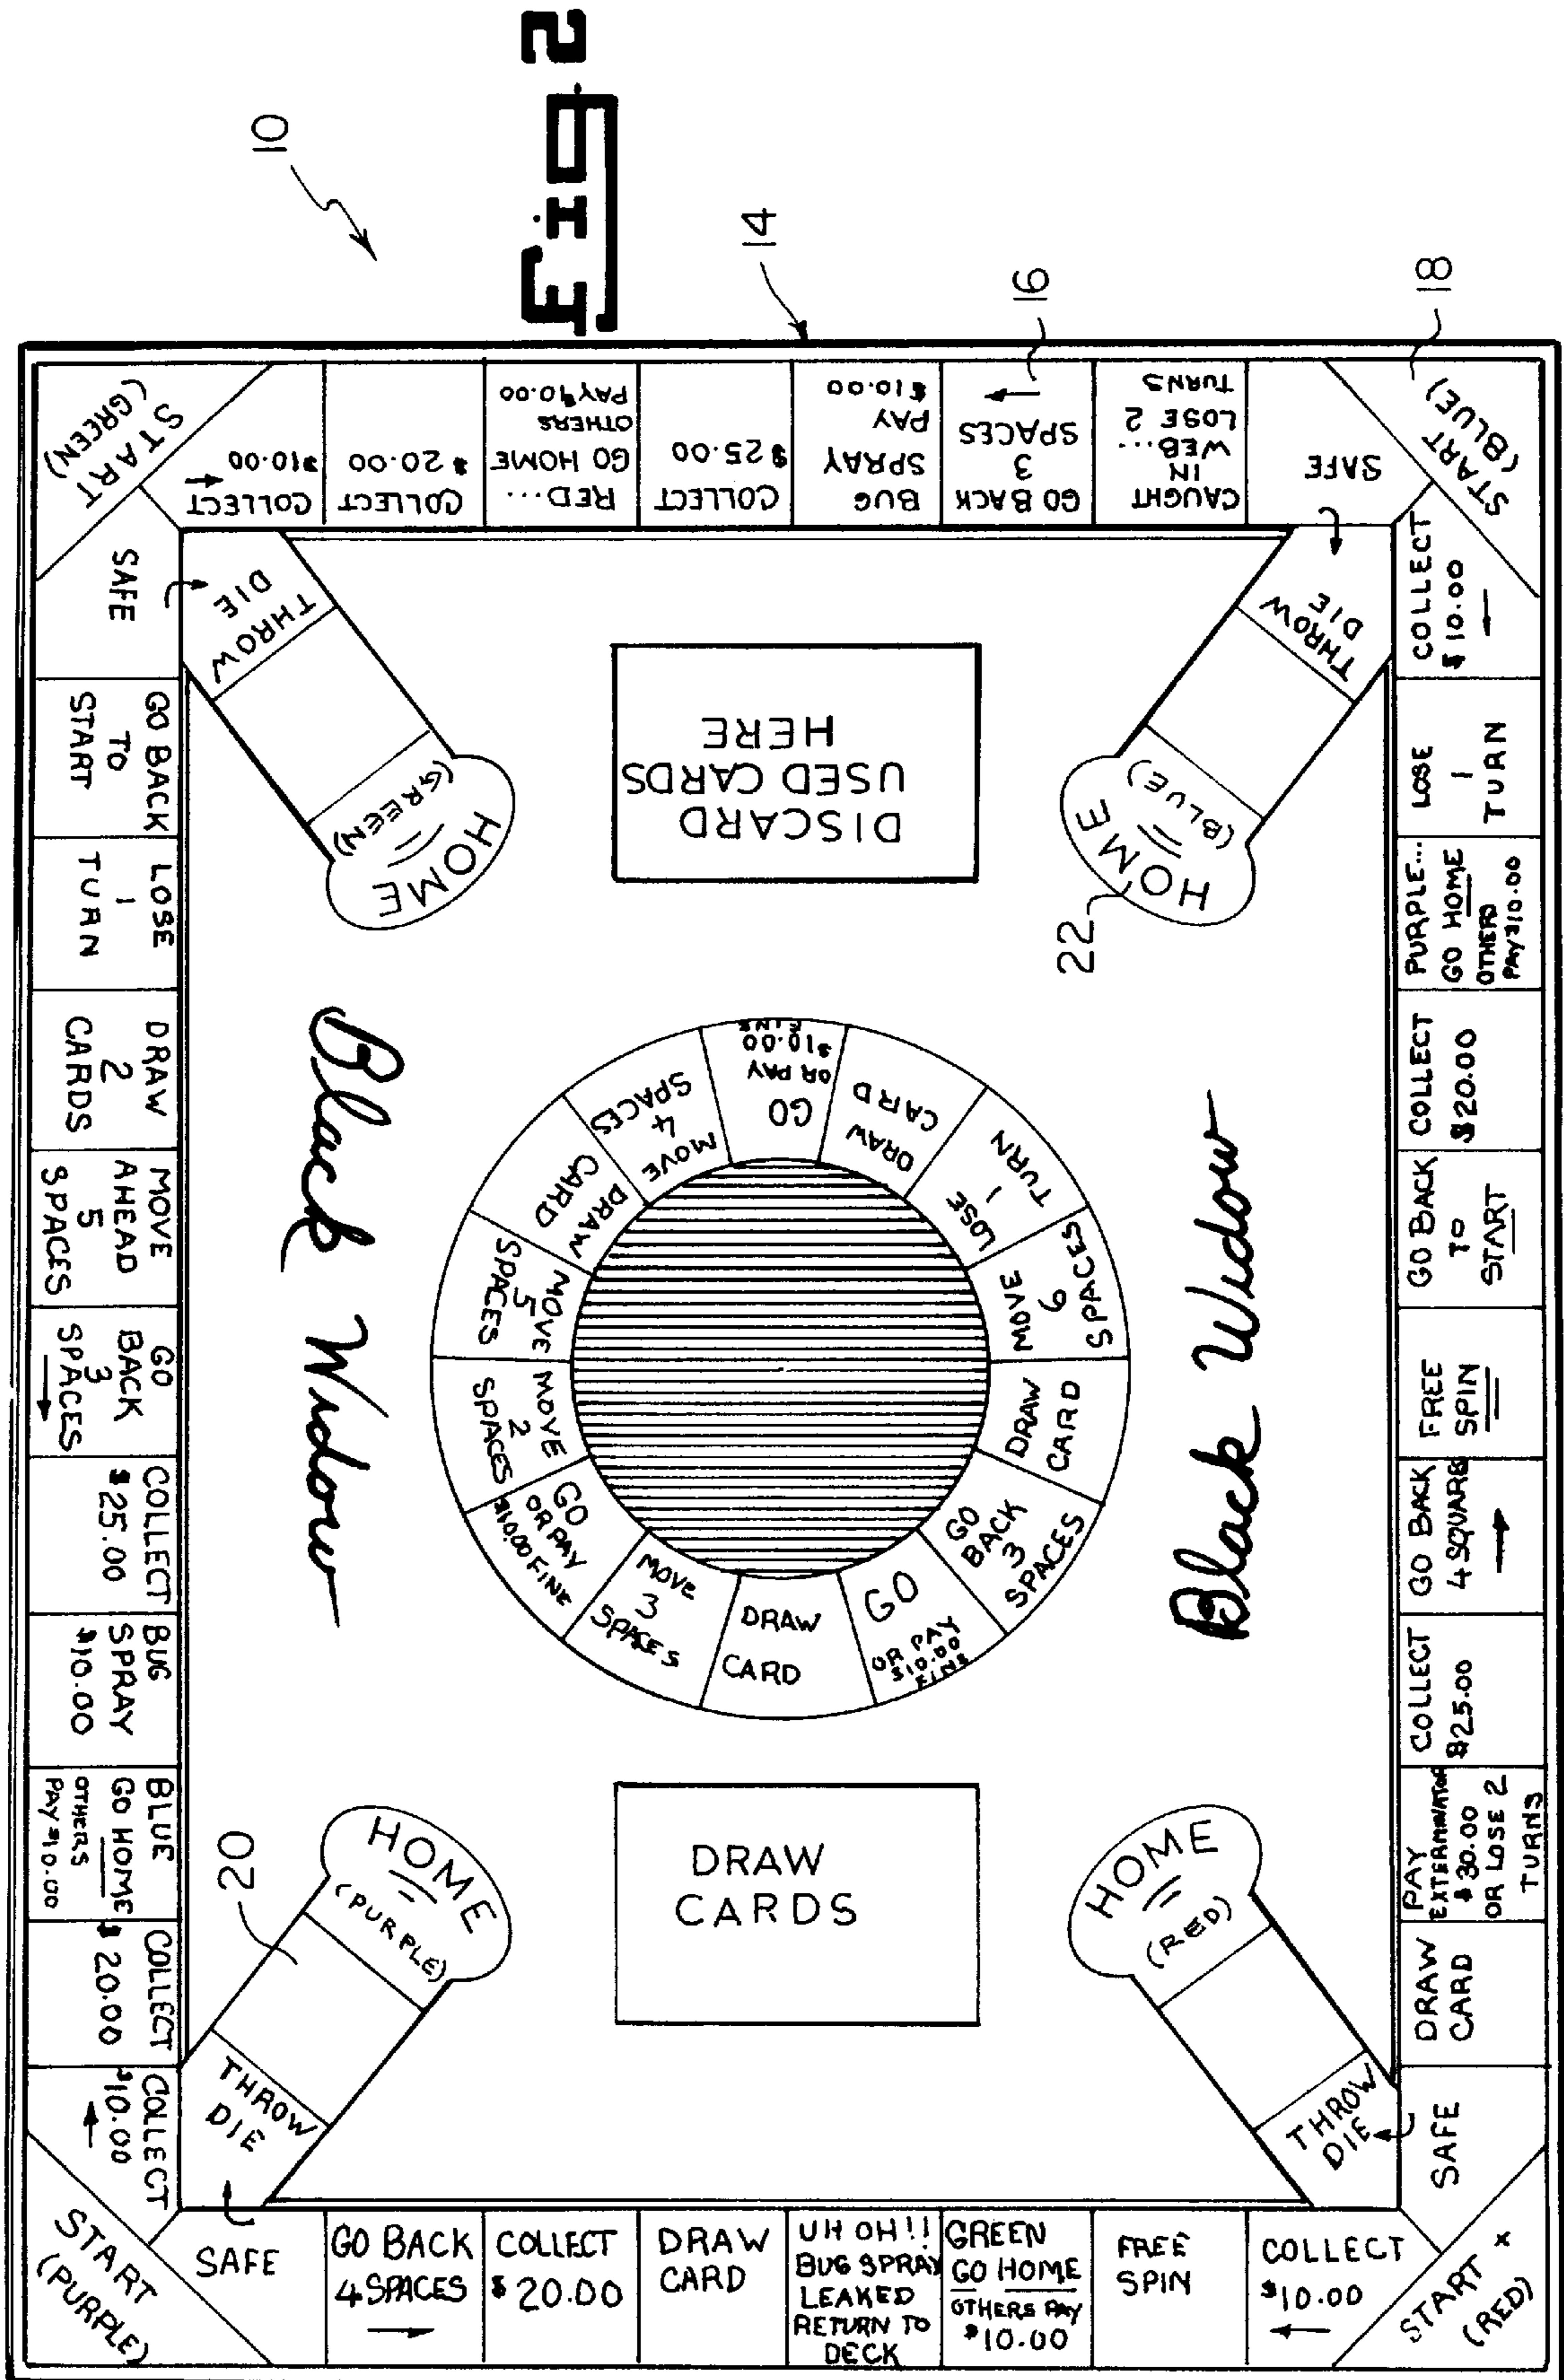 Fig. 2
10
14
16
18
START
(GREEN)
COLLECT
$10.00
COLLECT
$20.00
RED...
GO HOME
OTHERS
PAY $10.00
COLLECT
$25.00
BUG
SPRAY
PAY
$10.00
GO BACK
3
SPACES
CAUGHT
IN
WEB...
LOSE 2
TURNS
SAFE
START
(BLUE)
COLLECT
$10.00
LOSE
1
TURN
PURPLE...
GO HOME
OTHERS
PAY $10.00
COLLECT
$20.00
GO BACK
TO
START
FREE
SPIN
GO BACK
4 SQUARES
COLLECT
$25.00
PAY
EXTERMINATOR
$30.00
OR LOSE 2
TURNS
DRAW
CARD
SAFE
START
(RED)
COLLECT
$10.00
FREE
SPIN
GREEN
GO HOME
OTHERS PAY
$10.00
UH OH!!
BUG SPRAY
LEAKED
RETURN TO
DECK
DRAW
CARD
COLLECT
$20.00
GO BACK
4 SPACES
SAFE
START
(PURPLE)
COLLECT
$10.00
COLLECT
$20.00
BLUE
GO HOME
OTHERS
PAY $10.00
BUG
SPRAY
$10.00
COLLECT
$25.00
GO
BACK
3
SPACES
MOVE
AHEAD
5
SPACES
DRAW
2
CARDS
LOSE
1
TURN
GO BACK
TO
START
SAFE
THROW
DIE
HOME
(GREEN)
THROW
DIE
HOME
(BLUE)
22
DISCARD
USED CARDS
HERE
Black Widow
Black Widow
GO
OR PAY
$10.00
FINE
DRAW
CARD
LOSE
1
TURN
MOVE
6
SPACES
DRAW
CARD
GO
BACK
3
SPACES
GO
OR PAY
$10.00
FINE
DRAW
CARD
MOVE
3
SPACES
GO
OR PAY
$10.00 FINE
MOVE
2
SPACES
MOVE
5
SPACES
DRAW
CARD
MOVE
4
SPACES
DRAW
CARDS
20
HOME
(PURPLE)
THROW
DIE
HOME
(RED)
THROW
DIE